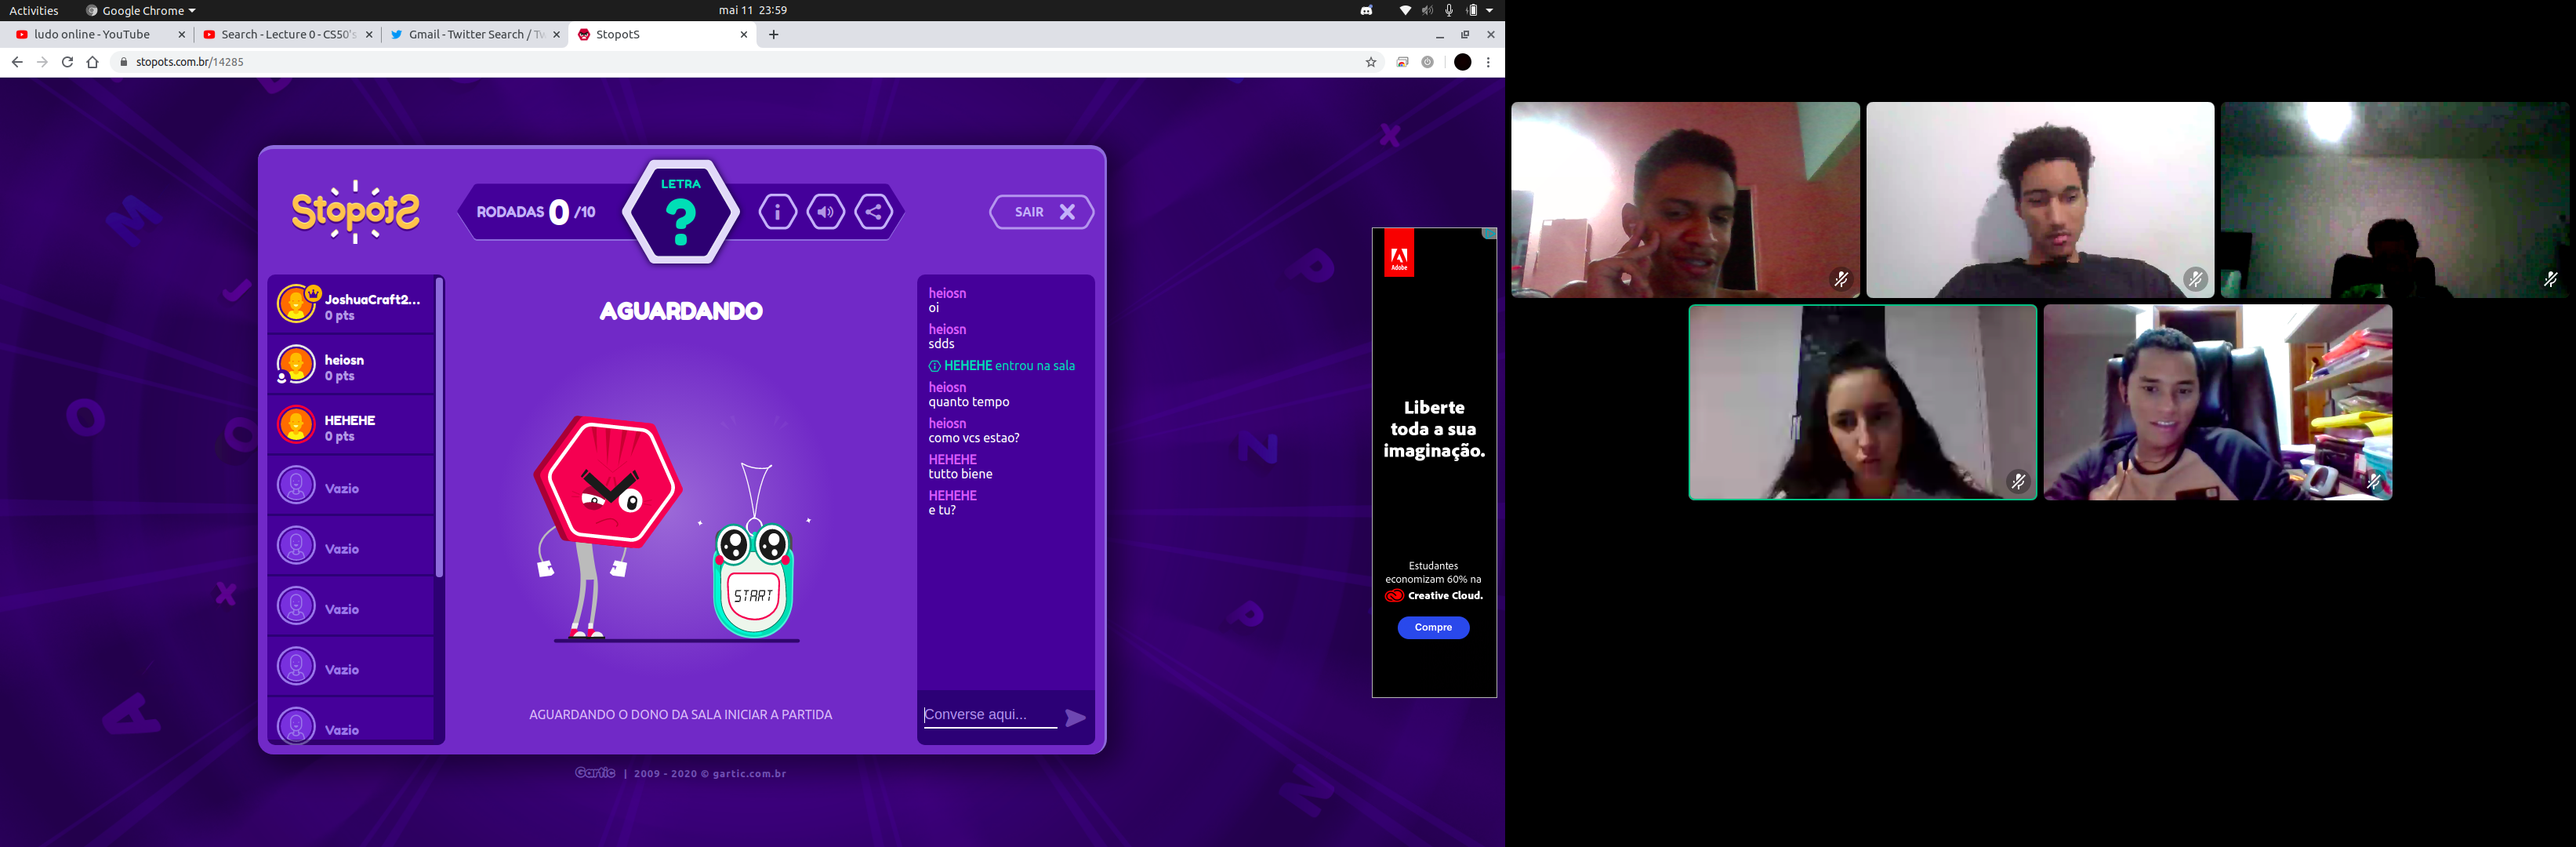 Activities
Google Chrome
mai 11 23:59
ludo online - YouTube
Search - Lecture 0 - CS50's
Gmail - Twitter Search / Tw
StopotS
stopots.com.br/14285
StopotS
RODADAS 0 /10
LETRA
?
SAIR
JoshuaCraft2...
0 pts
heiosn
0 pts
HEHEHE
0 pts
Vazio
Vazio
Vazio
Vazio
Vazio
AGUARDANDO
START
AGUARDANDO O DONO DA SALA INICIAR A PARTIDA
heiosn
oi
heiosn
sdds
HEHEHE entrou na sala
heiosn
quanto tempo
heiosn
como vcs estao?
HEHEHE
tutto biene
HEHEHE
e tu?
Converse aqui...
Gartic | 2009 - 2020 © gartic.com.br
Adobe
Liberte
toda a sua
imaginação.
Estudantes
economizam 60% na
Creative Cloud.
Compre